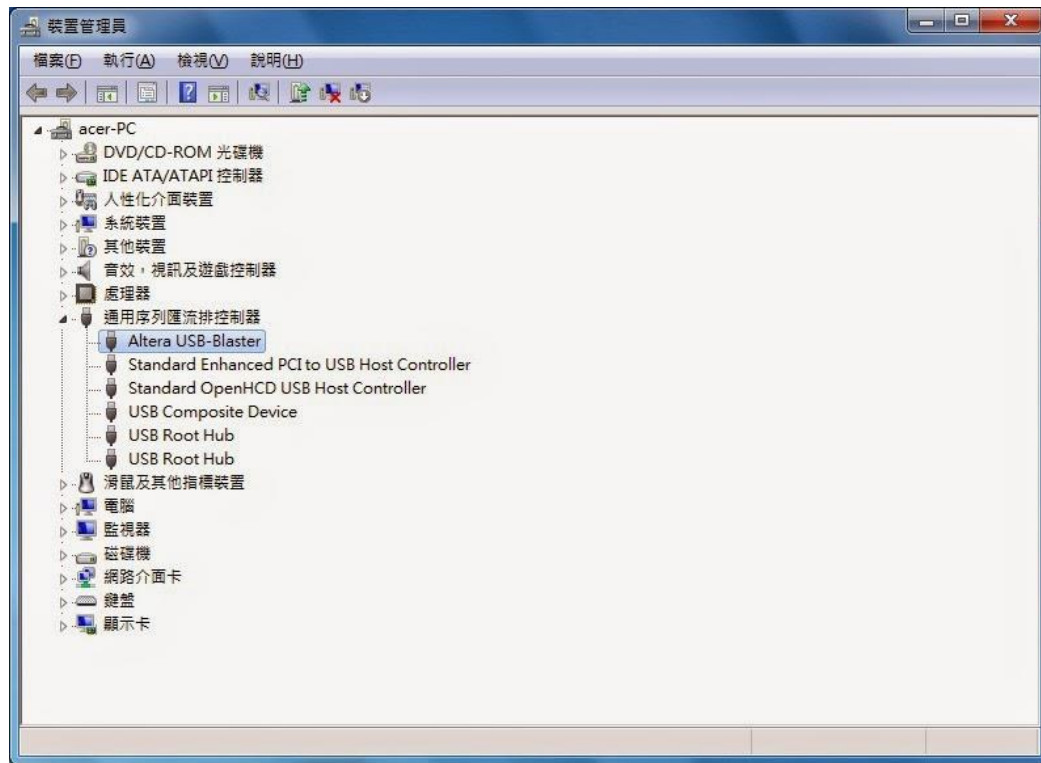 裝置管理員
檔案(F) 執行(A) 檢視(V) 說明(H)
acer-PC
DVD/CD-ROM 光碟機
IDE ATA/ATAPI 控制器
人性化介面裝置
系統裝置
其他裝置
音效，視訊及遊戲控制器
處理器
通用序列匯流排控制器
Altera USB-Blaster
Standard Enhanced PCI to USB Host Controller
Standard OpenHCD USB Host Controller
USB Composite Device
USB Root Hub
USB Root Hub
滑鼠及其他指標裝置
電腦
監視器
磁碟機
網路介面卡
鍵盤
顯示卡